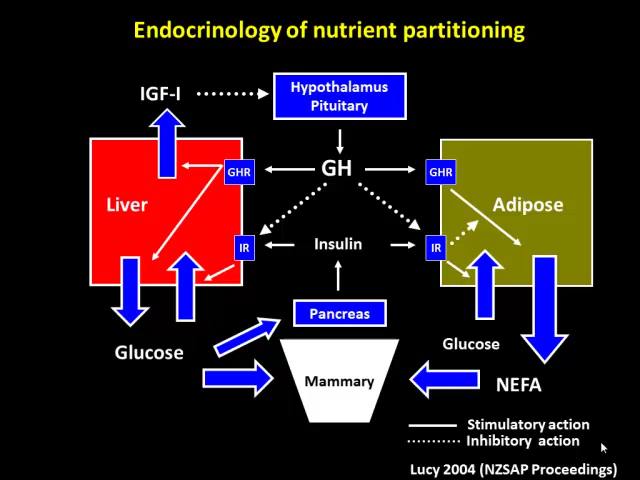 Endocrinology of nutrient partitioning
IGF-I
Hypothalamus
Pituitary
GHR
GH
GHR
Liver
Adipose
IR
Insulin
IR
Pancreas
Glucose
Glucose
Mammary
NEFA
Stimulatory action
Inhibitory action
Lucy 2004 (NZSAP Proceedings)